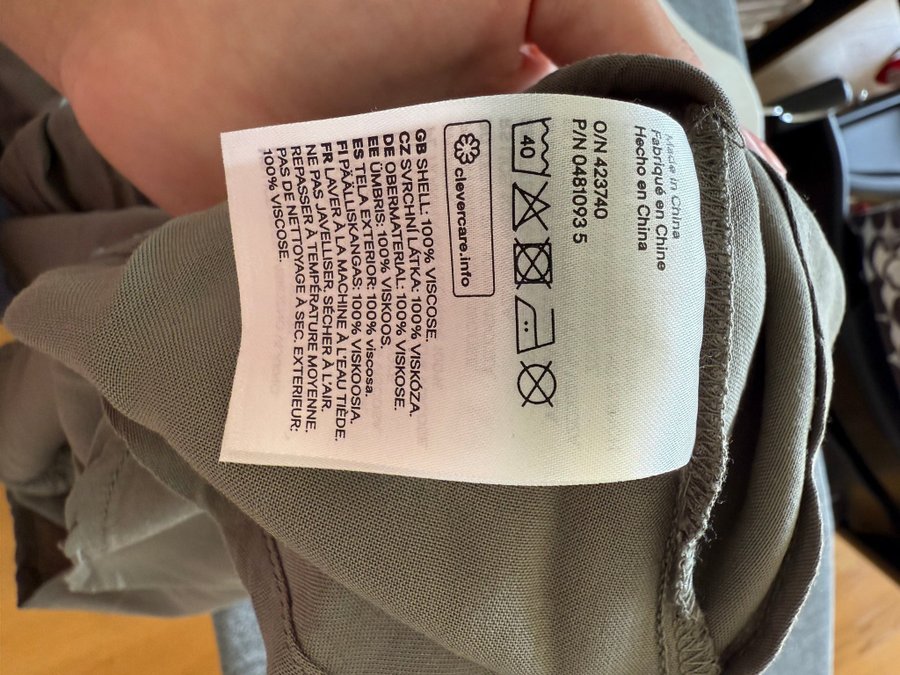 Made in China
Fabriqué en Chine
Hecho en China
O/N 423740
P/N 0481093 5
40
clevercare.info
GB SHELL: 100% VISCOSE.
CZ SVRCHNÍ LÁTKA: 100% VISKÓZA.
DE OBERMATERIAL: 100% VISKOSE.
EE ÜMBRIS: 100% VISKOOS.
ES TELA EXTERIOR: 100% viscosa.
FI PÄÄLLISKANGAS: 100% VISKOOSIA.
FR LAVER À LA MACHINE À L'EAU TIÈDE.
NE PAS JAVELLISER. SÉCHER À L'AIR.
REPASSER À TEMPÉRATURE MOYENNE.
PAS DE NETTOYAGE À SEC. EXTERIEUR:
100% VISCOSE.